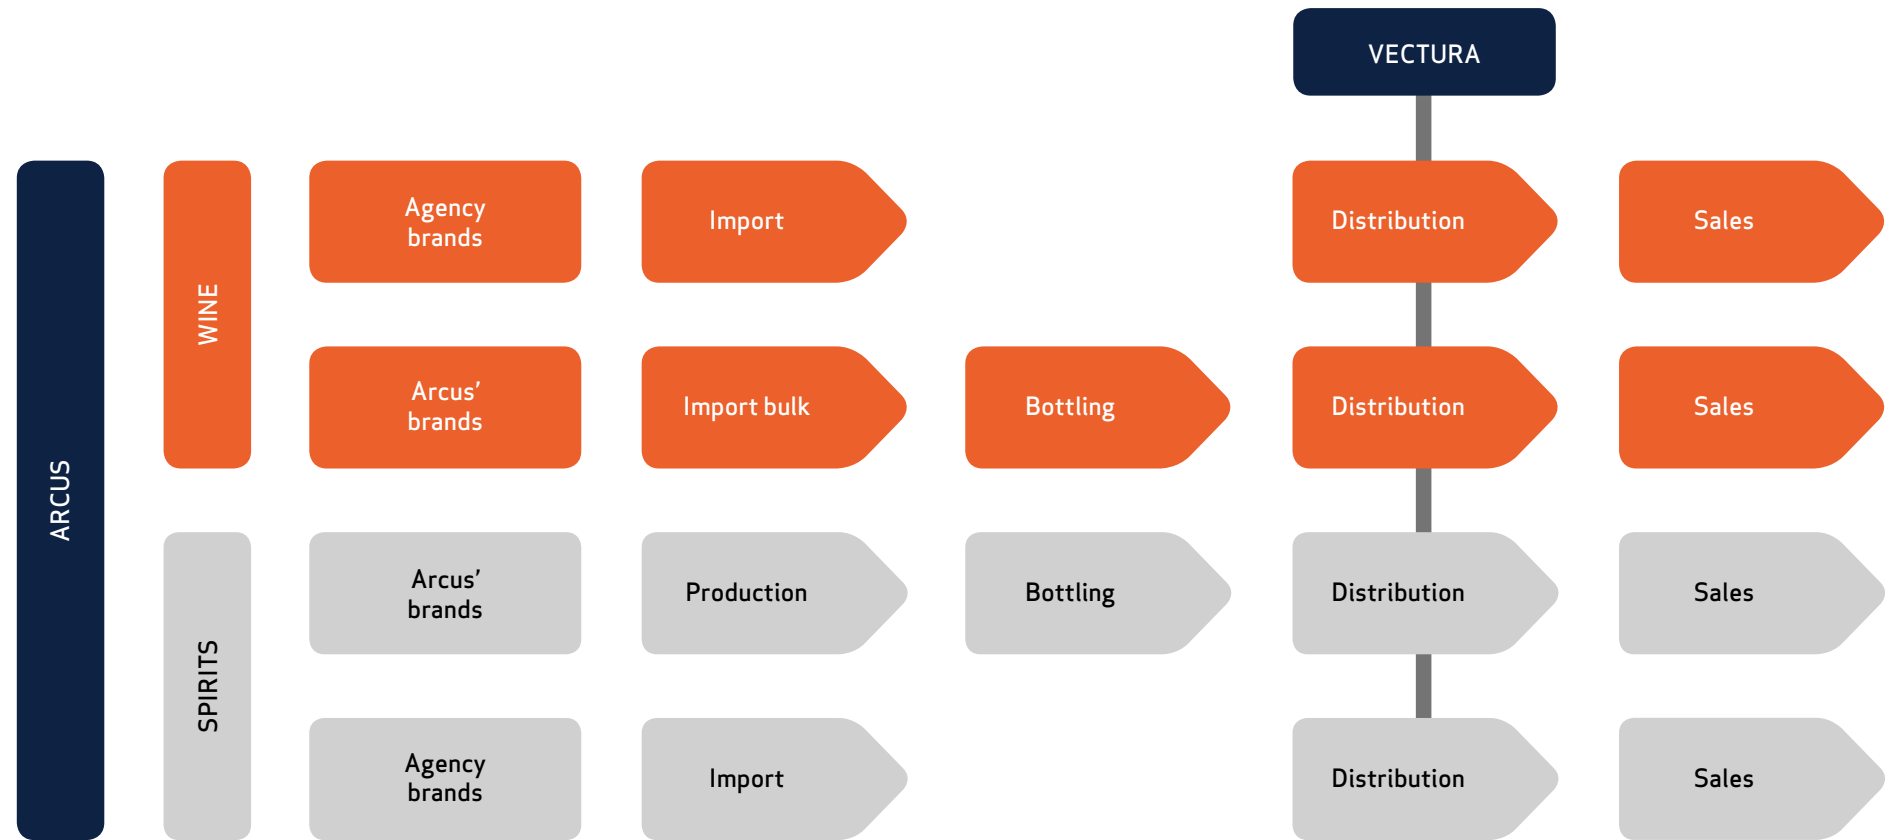 VECTURA
ARCUS
WINE
Agency
brands
Import
Distribution
Sales
Arcus’
brands
Import bulk
Bottling
Distribution
Sales
SPIRITS
Arcus’
brands
Production
Bottling
Distribution
Sales
Agency
brands
Import
Distribution
Sales